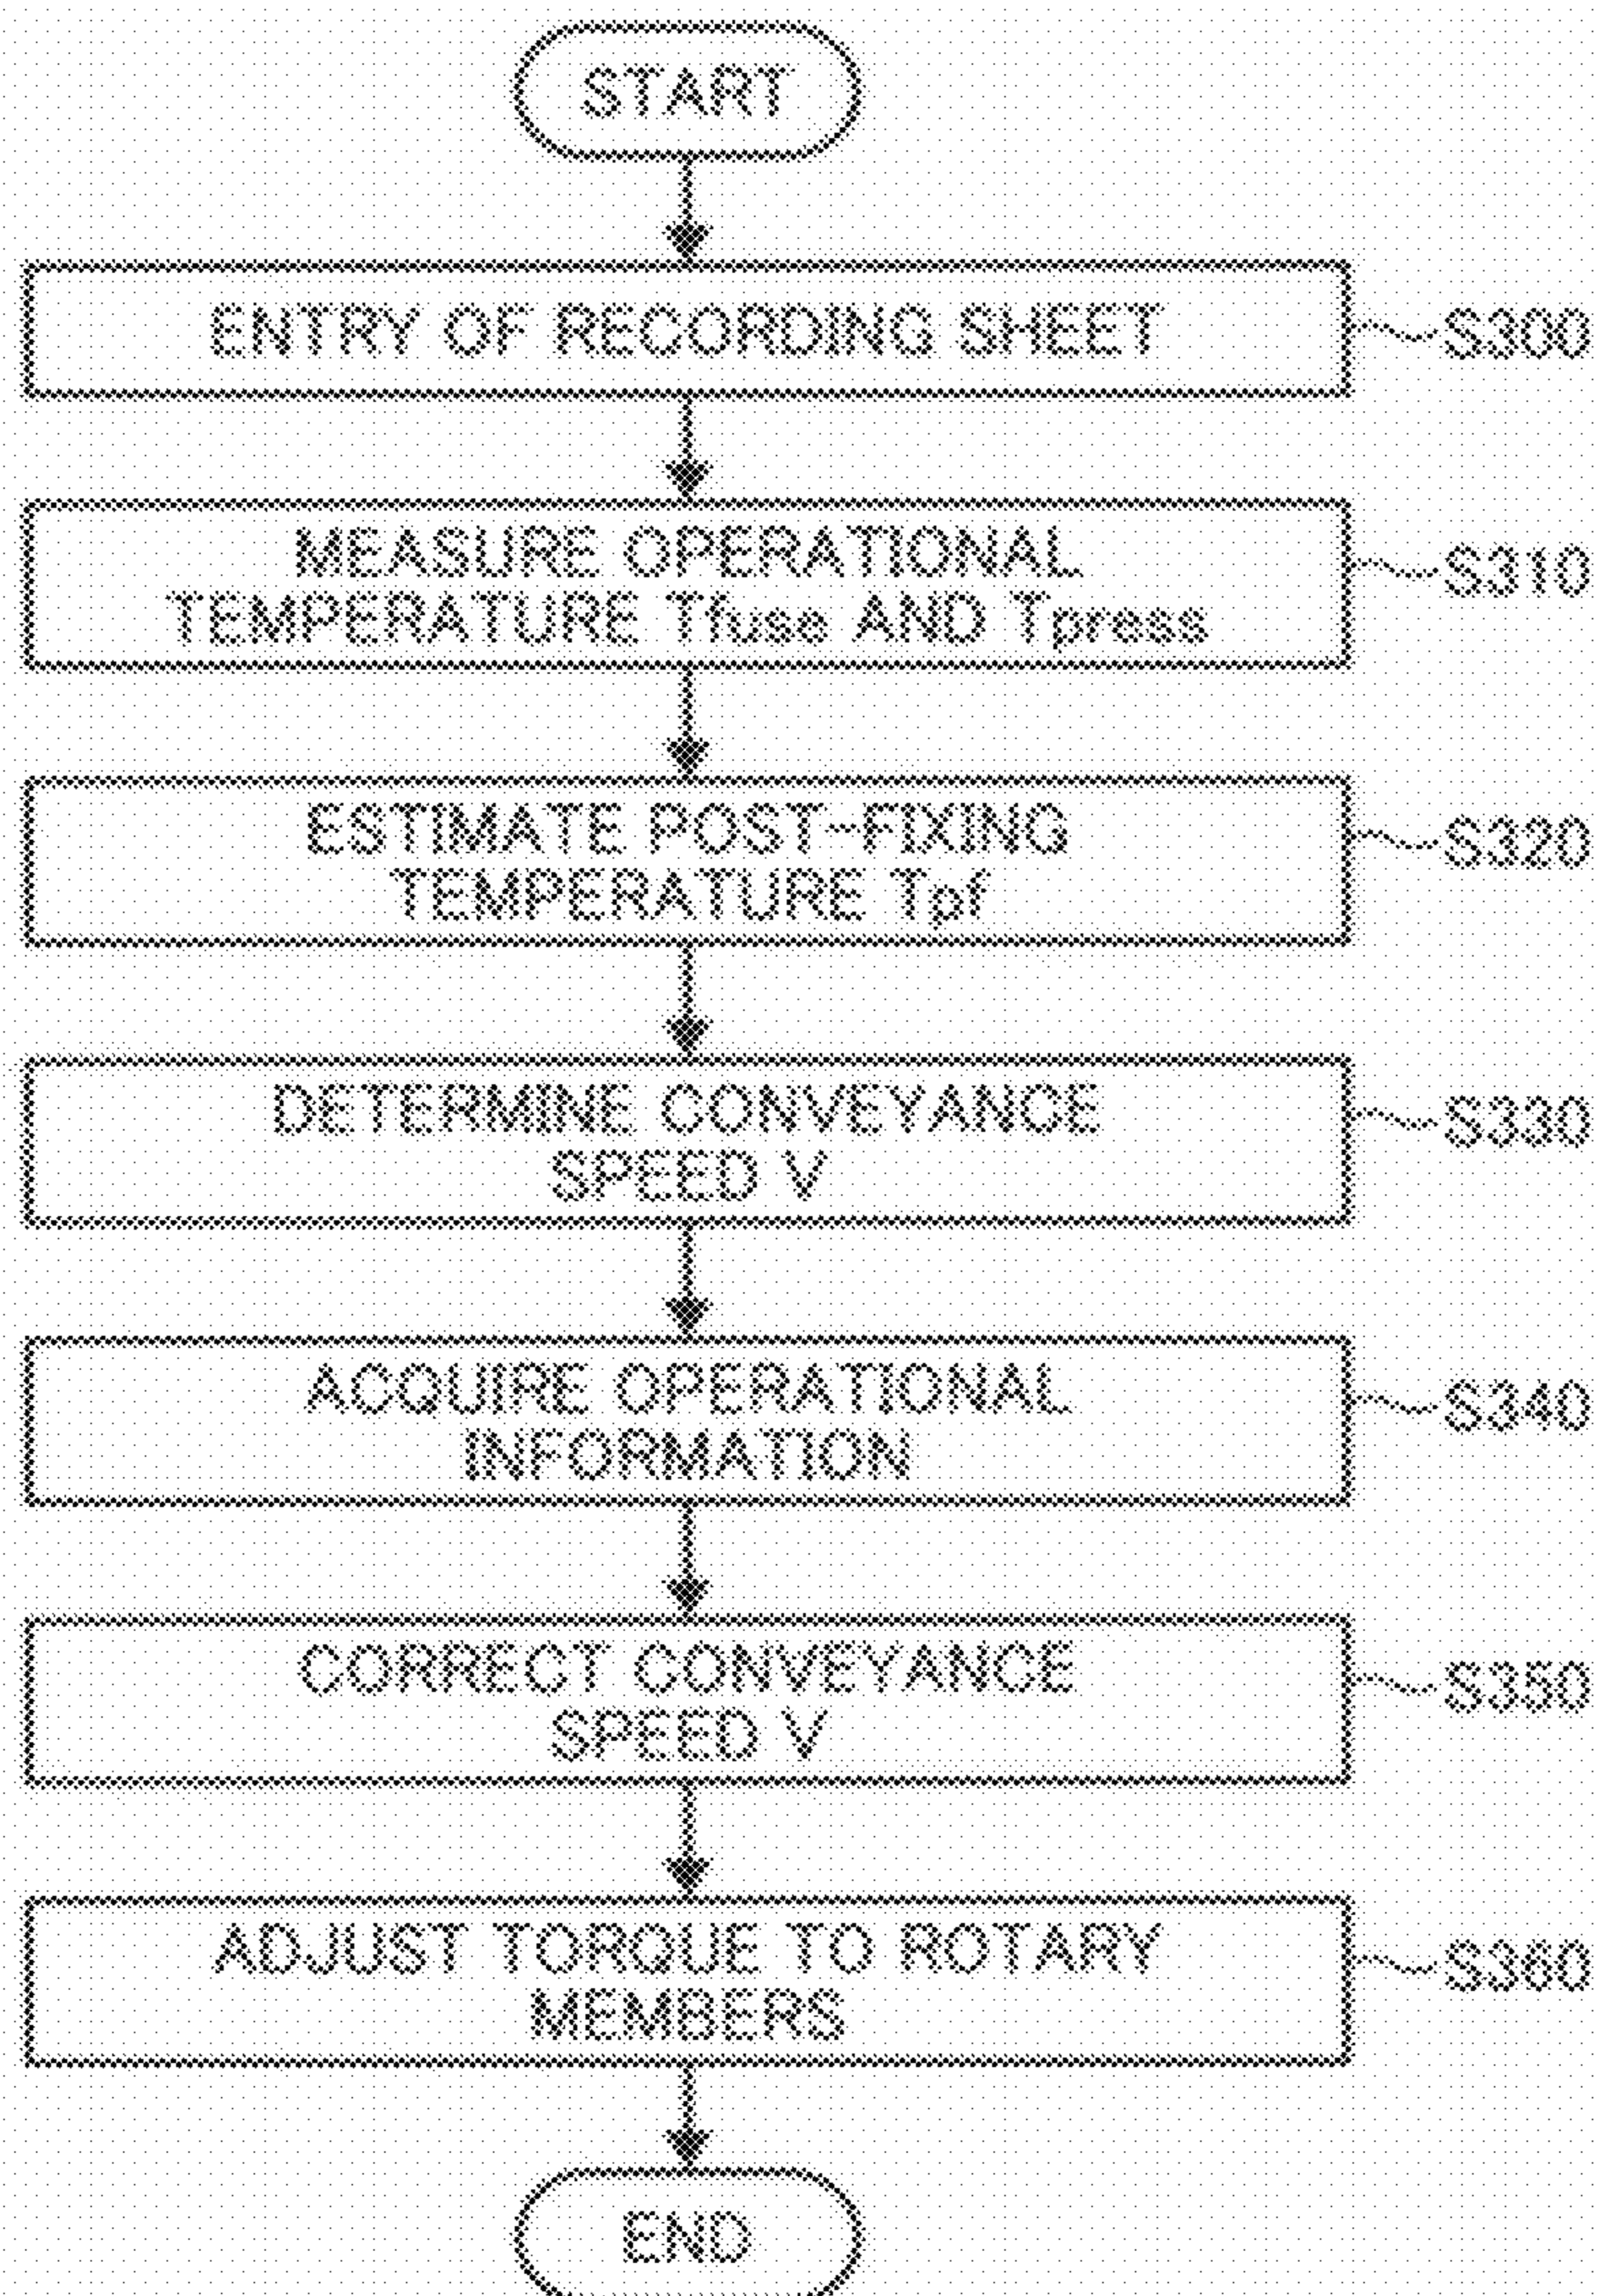 START
ENTRY OF RECORDING SHEET
S300
MEASURE OPERATIONAL
TEMPERATURE Tfuse AND Tpress
S310
ESTIMATE POST-FIXING
TEMPERATURE Tpf
S320
DETERMINE CONVEYANCE
SPEED V
S330
ACQUIRE OPERATIONAL
INFORMATION
S340
CORRECT CONVEYANCE
SPEED V
S350
ADJUST TORQUE TO ROTARY
MEMBERS
S360
END